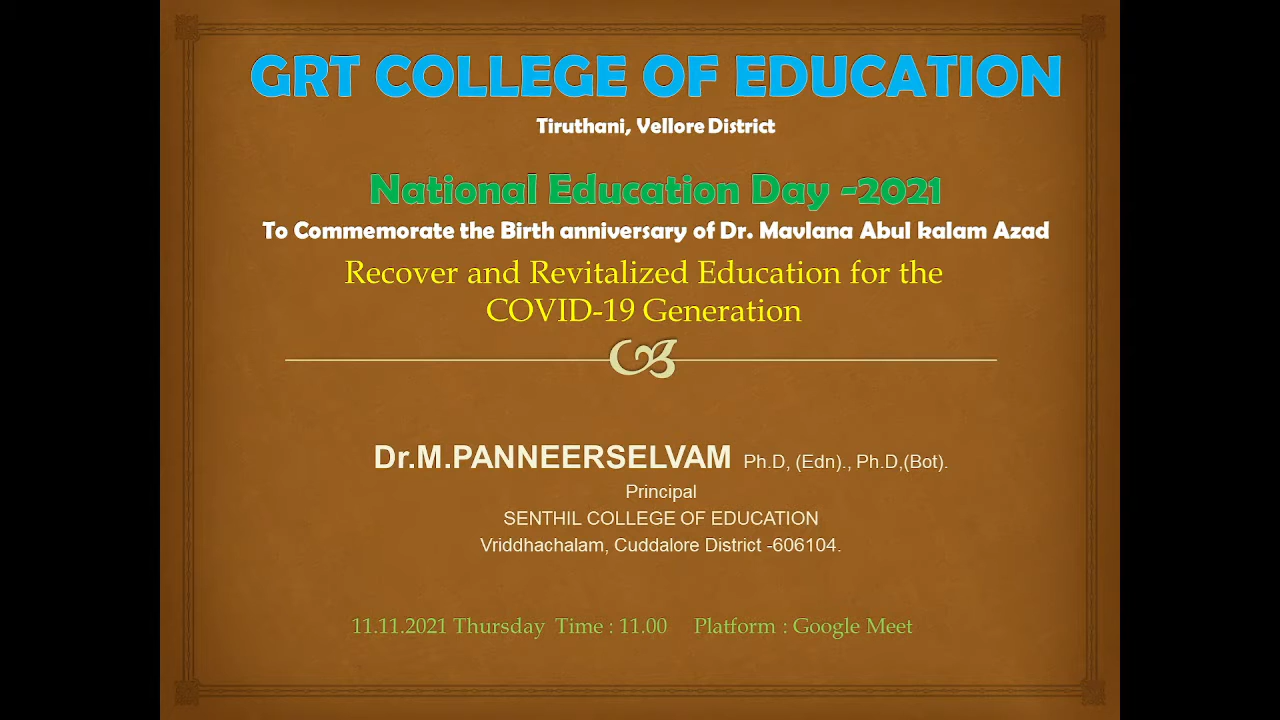 GRT COLLEGE OF EDUCATION
Tiruthani, Vellore District
National Education Day -2021
To Commemorate the Birth anniversary of Dr. Mavlana Abul kalam Azad
Recover and Revitalized Education for the
COVID-19 Generation
Dr.M.PANNEERSELVAM Ph.D, (Edn)., Ph.D,(Bot).
Principal
SENTHIL COLLEGE OF EDUCATION
Vriddhachalam, Cuddalore District -606104.
11.11.2021 Thursday Time : 11.00 Platform : Google Meet